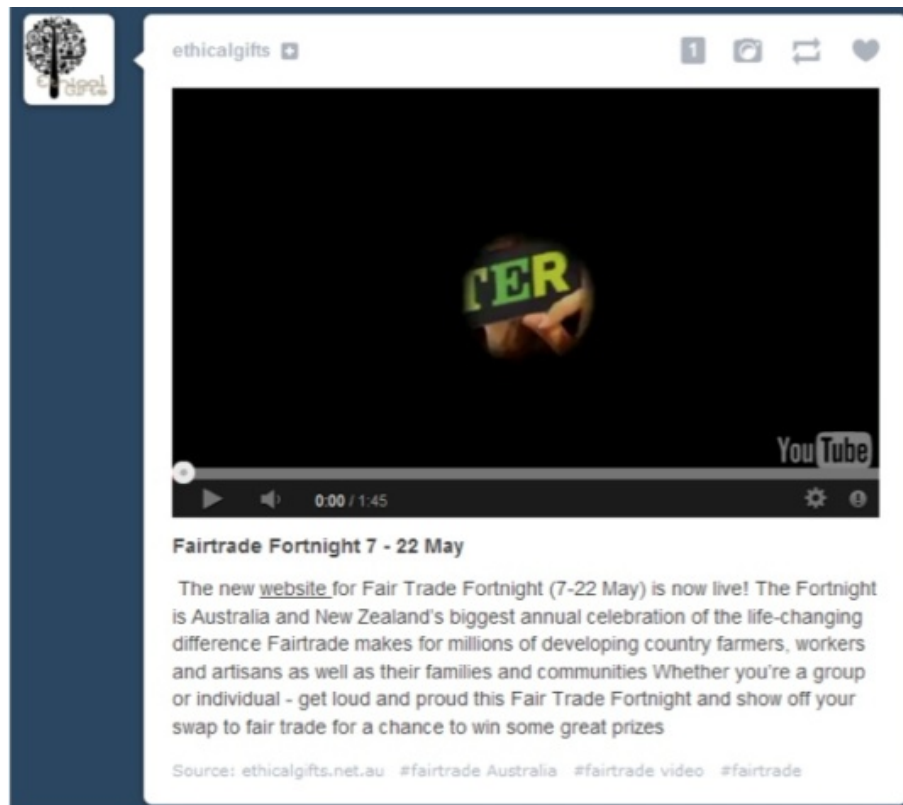 Ethical
Gifts
ethicalgifts
1
TER
YouTube
0:00 / 1:45
Fairtrade Fortnight 7 - 22 May
The new website for Fair Trade Fortnight (7-22 May) is now live! The Fortnight
is Australia and New Zealand's biggest annual celebration of the life-changing
difference Fairtrade makes for millions of developing country farmers, workers
and artisans as well as their families and communities Whether you're a group
or individual - get loud and proud this Fair Trade Fortnight and show off your
swap to fair trade for a chance to win some great prizes
Source: ethicalgifts.net.au #fairtrade Australia #fairtrade video #fairtrade